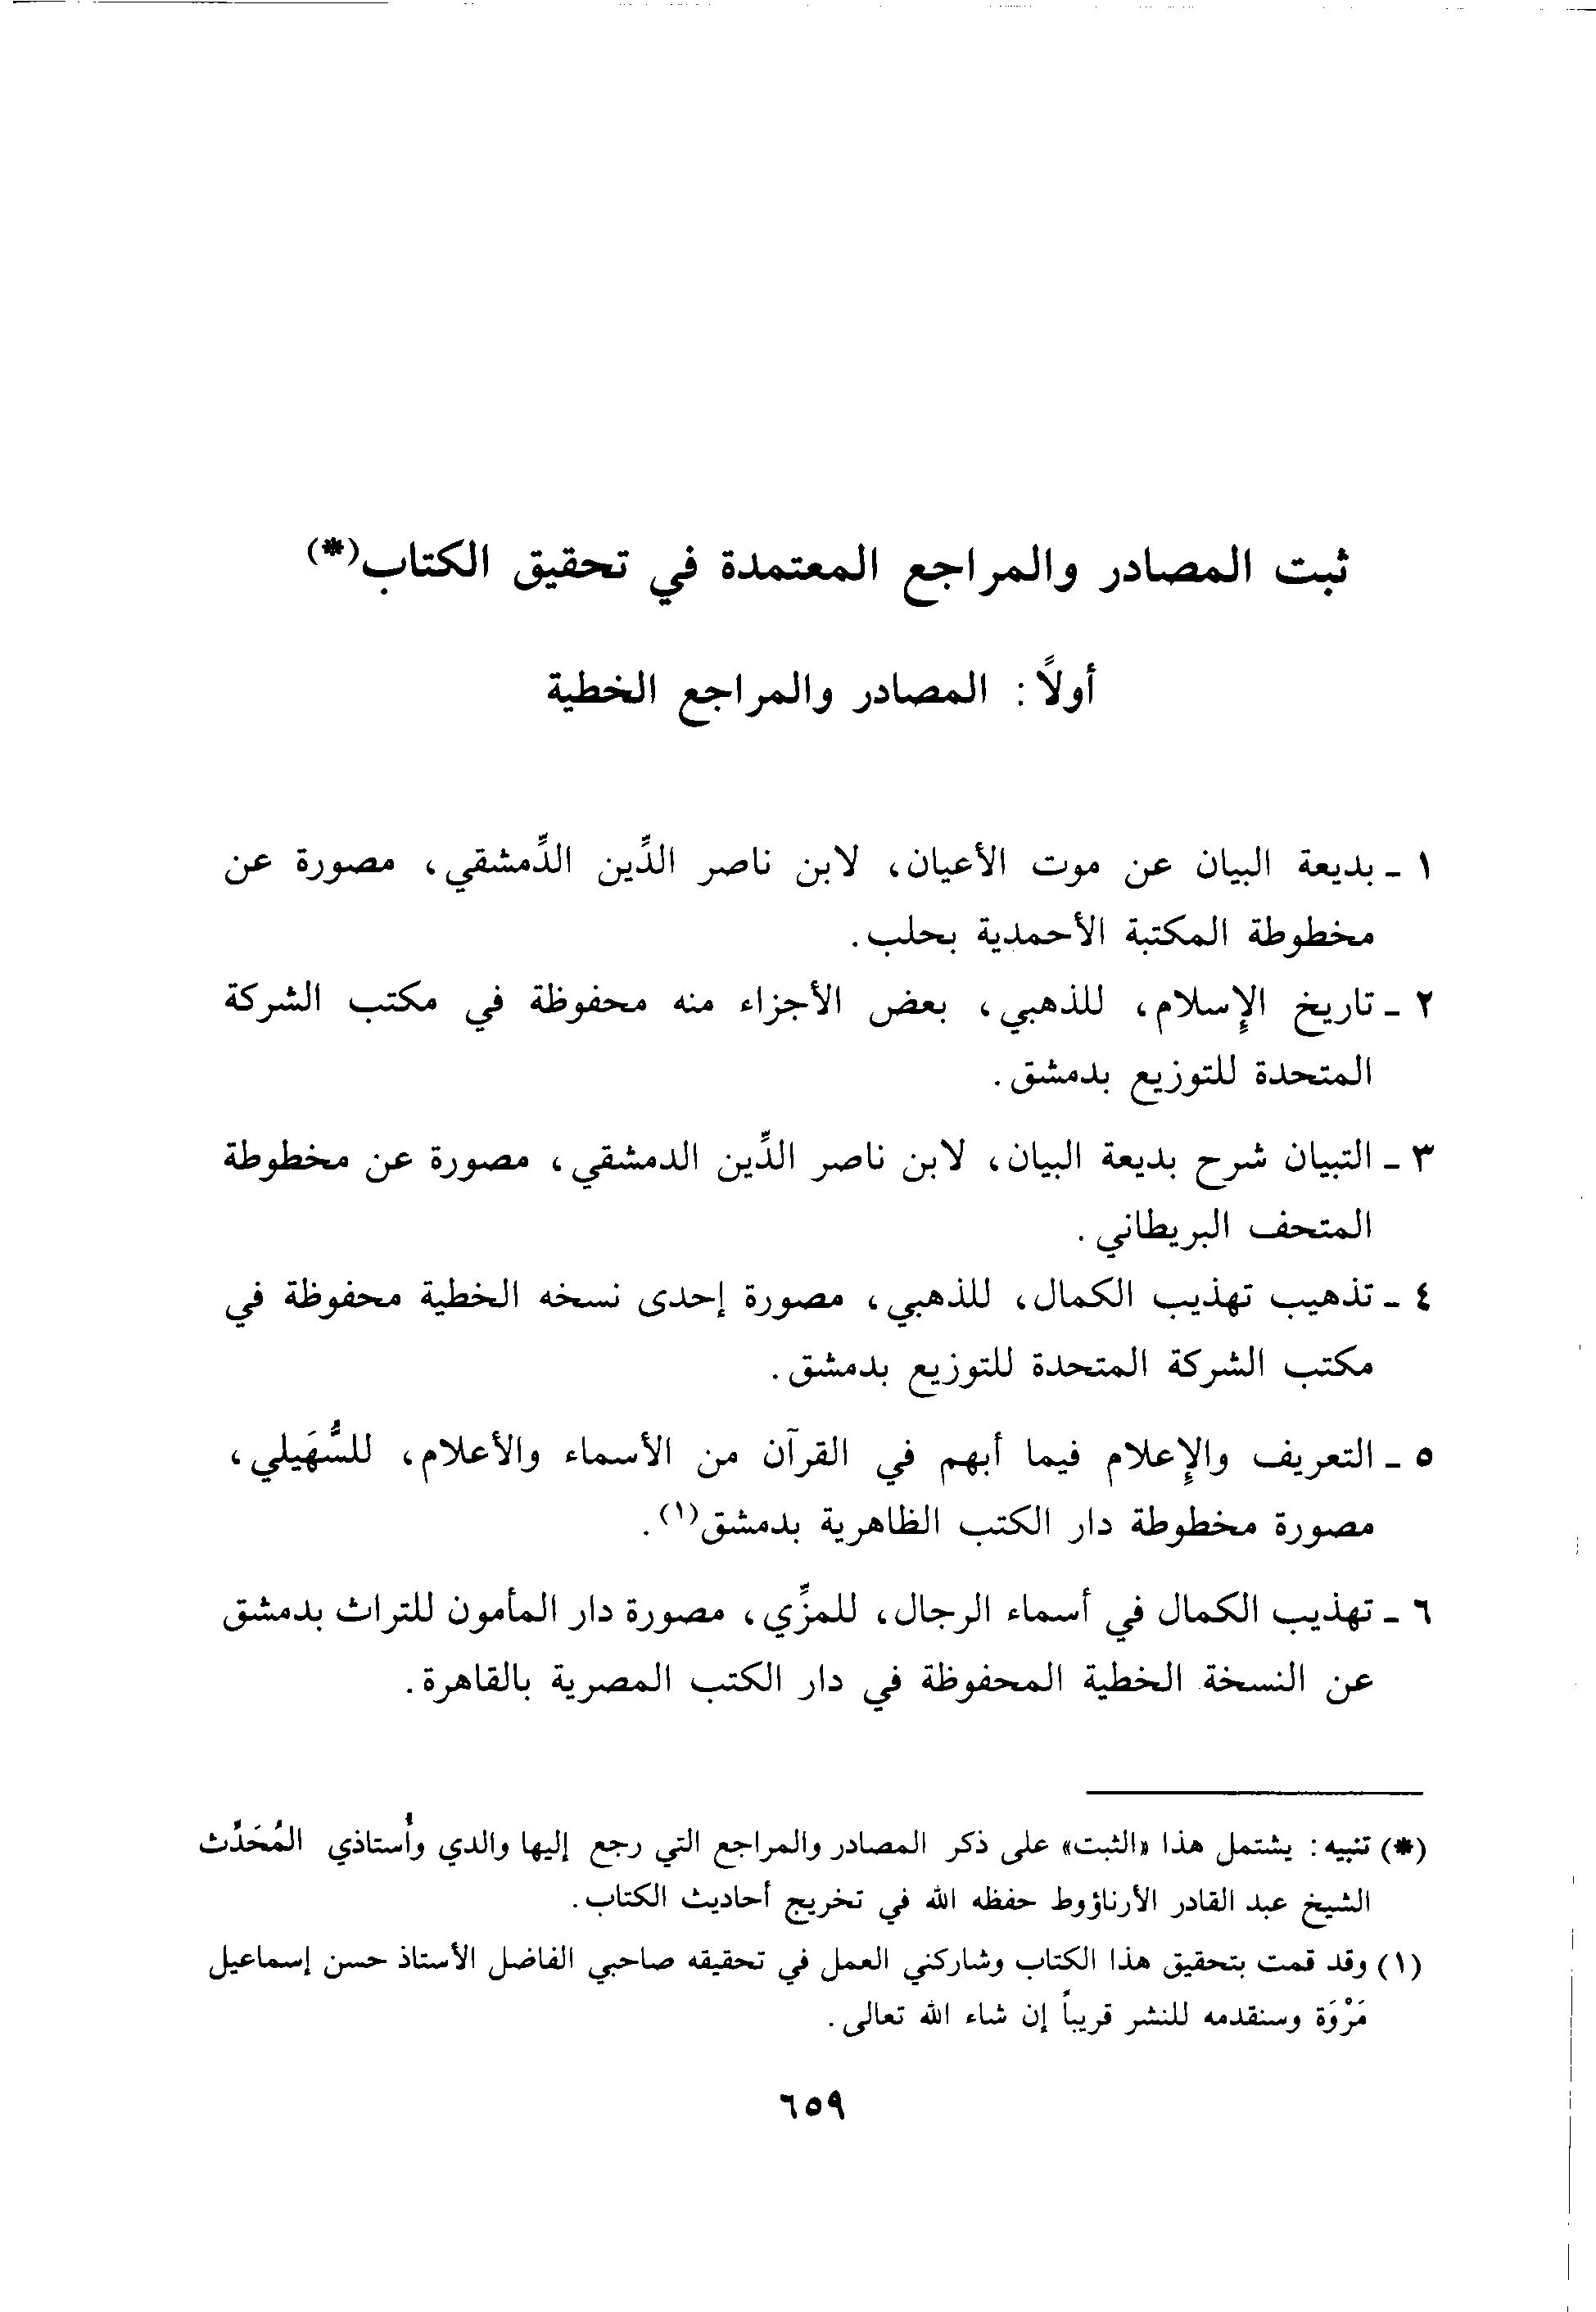 ثبت المصادر والمراجع المعتمدة في تحقيق الكتاب(*)
أولاً : المصادر والمراجع الخطية
١ - بديعة البيان عن موت الأعيان، لابن ناصر الدِّين الدِّمشقي، مصورة عن
مخطوطة المكتبة الأحمدية بحلب.
٢ - تاريخ الإِسلام، للذهبي، بعض الأجزاء منه محفوظة في مكتب الشركة
المتحدة للتوزيع بدمشق.
٣ - التبيان شرح بديعة البيان، لابن ناصر الدِّين الدمشقي، مصورة عن مخطوطة
المتحف البريطاني.
٤ - تذهيب تهذيب الكمال، للذهبي، مصورة إحدى نسخه الخطية محفوظة في
مكتب الشركة المتحدة للتوزيع بدمشق.
٥ - التعريف والإِعلام فيما أبهم في القرآن من الأسماء والأعلام، للسُّهَيلي،
مصورة مخطوطة دار الكتب الظاهرية بدمشق(١).
٦ - تهذيب الكمال في أسماء الرجال، للمزِّي، مصورة دار المأمون للتراث بدمشق
عن النسخة الخطية المحفوظة في دار الكتب المصرية بالقاهرة.
(*) تنبيه : يشتمل هذا «الثبت» على ذكر المصادر والمراجع التي رجع إليها والدي وأُستاذي المُحَدِّث
الشيخ عبد القادر الأرناؤوط حفظه الله في تخريج أحاديث الكتاب.
(١) وقد قمت بتحقيق هذا الكتاب وشاركني العمل في تحقيقه صاحبي الفاضل الأستاذ حسن إسماعيل
مَرْوَة وسنقدمه للنشر قريباً إن شاء الله تعالى.
٦٥٩